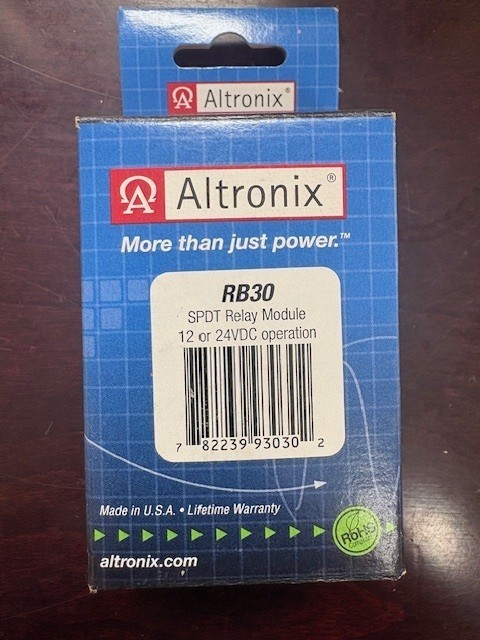 Altronix®
Altronix®
More than just power.™
RB30
SPDT Relay Module
12 or 24VDC operation
7 82239 93030 2
Made in U.S.A. • Lifetime Warranty
RoHS
altronix.com